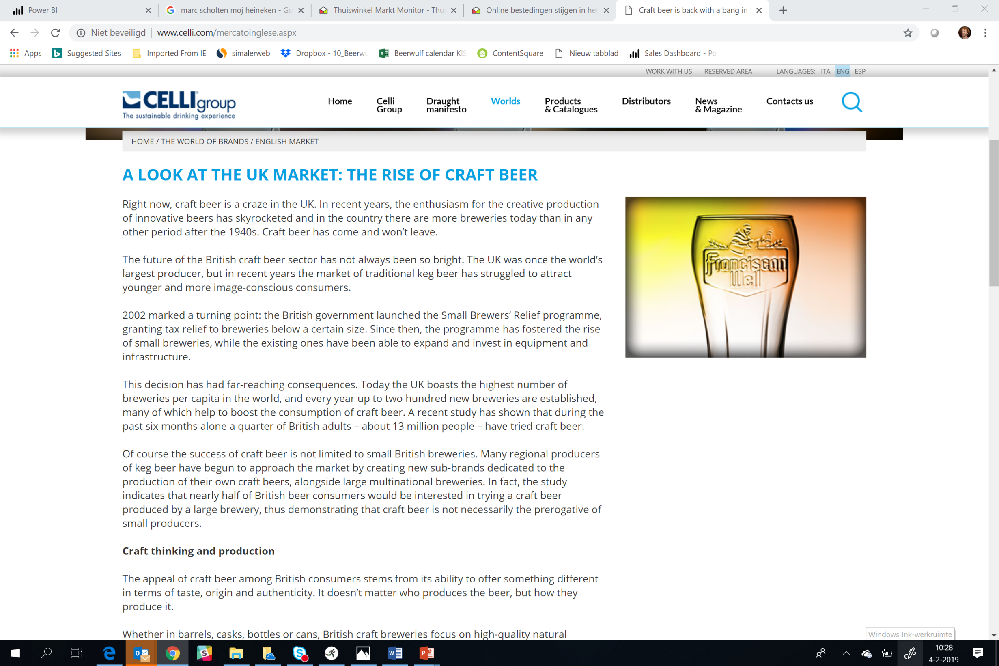 Power BI
marc scholten moj heineken - Go
Thuiswinkel Markt Monitor - Thui
Online bestedingen stijgen in het
Craft beer is back with a bang in
Niet beveiligd | www.celli.com/mercatoinglese.aspx
Apps
Suggested Sites
Imported From IE
simalerweb
Dropbox - 10_Beerwu
Beerwulf calendar KIS
ContentSquare
Nieuw tabblad
Sales Dashboard - Po
WORK WITH US RESERVED AREA LANGUAGES: ITA ENG ESP
CELLI group
The sustainable drinking experience
Home
Celli
Group
Draught
manifesto
Worlds
Products
& Catalogues
Distributors
News
& Magazine
Contacts us
HOME / THE WORLD OF BRANDS / ENGLISH MARKET
A LOOK AT THE UK MARKET: THE RISE OF CRAFT BEER
Right now, craft beer is a craze in the UK. In recent years, the enthusiasm for the creative production
of innovative beers has skyrocketed and in the country there are more breweries today than in any
other period after the 1940s. Craft beer has come and won’t leave.
The future of the British craft beer sector has not always been so bright. The UK was once the world’s
largest producer, but in recent years the market of traditional keg beer has struggled to attract
younger and more image-conscious consumers.
2002 marked a turning point: the British government launched the Small Brewers’ Relief programme,
granting tax relief to breweries below a certain size. Since then, the programme has fostered the rise
of small breweries, while the existing ones have been able to expand and invest in equipment and
infrastructure.
This decision has had far-reaching consequences. Today the UK boasts the highest number of
breweries per capita in the world, and every year up to two hundred new breweries are established,
many of which help to boost the consumption of craft beer. A recent study has shown that during the
past six months alone a quarter of British adults – about 13 million people – have tried craft beer.
Of course the success of craft beer is not limited to small British breweries. Many regional producers
of keg beer have begun to approach the market by creating new sub-brands dedicated to the
production of their own craft beers, alongside large multinational breweries. In fact, the study
indicates that nearly half of British beer consumers would be interested in trying a craft beer
produced by a large brewery, thus demonstrating that craft beer is not necessarily the prerogative of
small producers.
Craft thinking and production
The appeal of craft beer among British consumers stems from its ability to offer something different
in terms of taste, origin and authenticity. It doesn’t matter who produces the beer, but how they
produce it.
Whether in barrels, casks, bottles or cans, British craft breweries focus on high-quality natural
Franciscan
Well
Windows Ink-werkruimte
10:28
4-2-2019